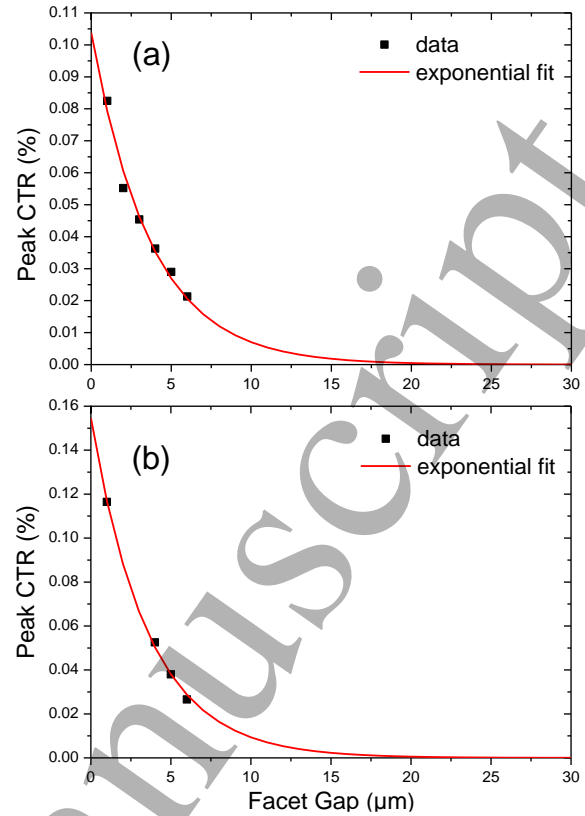 0.11
0.10
0.09
0.08
0.07
0.06
0.05
0.04
0.03
0.02
0.01
0.00
Peak CTR (%)
(a)
data
exponential fit
0 5 10 15 20 25 30
0.16
0.14
0.12
0.10
0.08
0.06
0.04
0.02
0.00
Peak CTR (%)
(b)
data
exponential fit
0 5 10 15 20 25 30
Facet Gap (µm)
nuscript